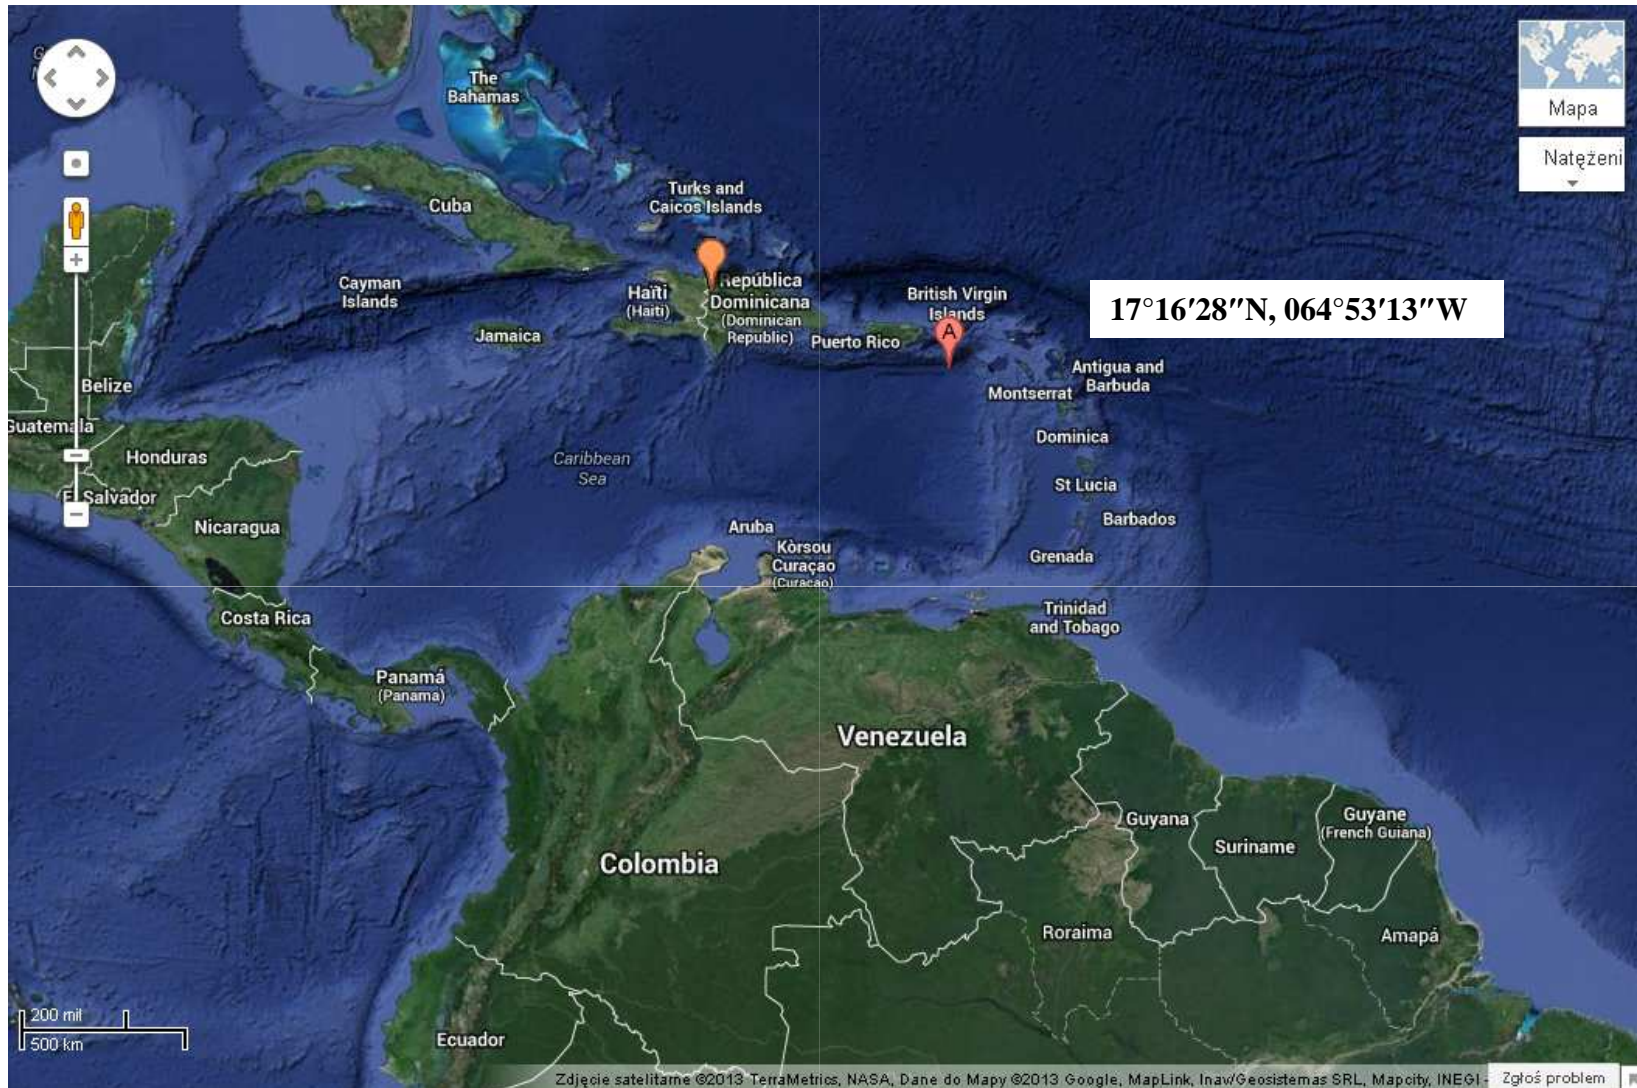 The
Bahamas
Mapa
Natężeni
Turks and
Caicos Islands
Cuba
Cayman
Islands
Haïti
(Haiti)
República
Dominicana
(Dominican
Republic)
British Virgin
Islands
A
17°16′28″N, 064°53′13″W
Jamaica
Puerto Rico
Antigua and
Barbuda
Montserrat
Belize
Guatemala
Dominica
Honduras
Caribbean
Sea
St Lucia
El Salvador
Nicaragua
Barbados
Aruba
Kòrsou
Curaçao
(Curacao)
Grenada
Costa Rica
Trinidad
and Tobago
Panamá
(Panama)
Venezuela
Guyana
Guyane
(French Guiana)
Suriname
Colombia
Roraima
Amapá
200 mil
500 km
Ecuador
Zdjęcie satelitarne ©2013 TerraMetrics, NASA, Dane do Mapy ©2013 Google, MapLink, Inav/Geosistemas SRL, Mapcity, INEGI
Zgłoś problem